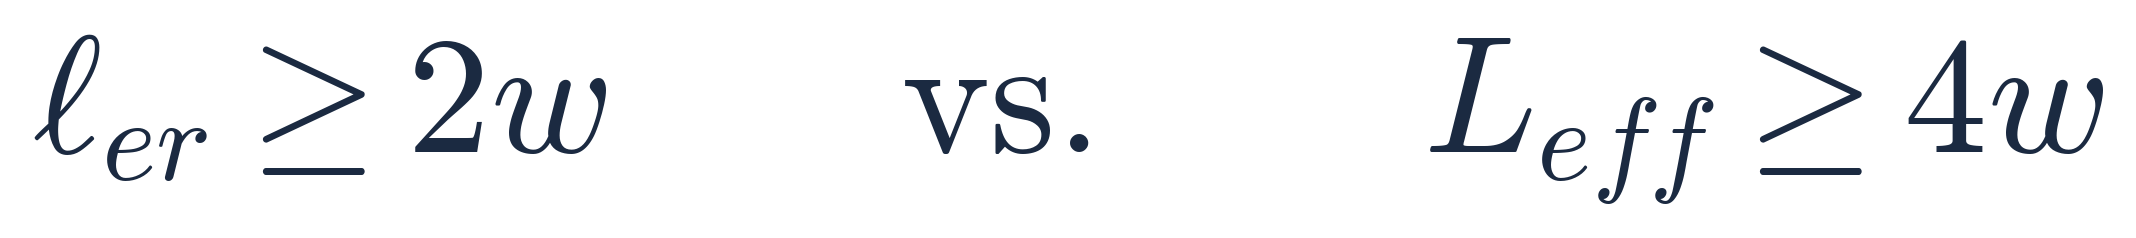 ℓ_{er} ≥ 2w vs. L_{eff} ≥ 4w